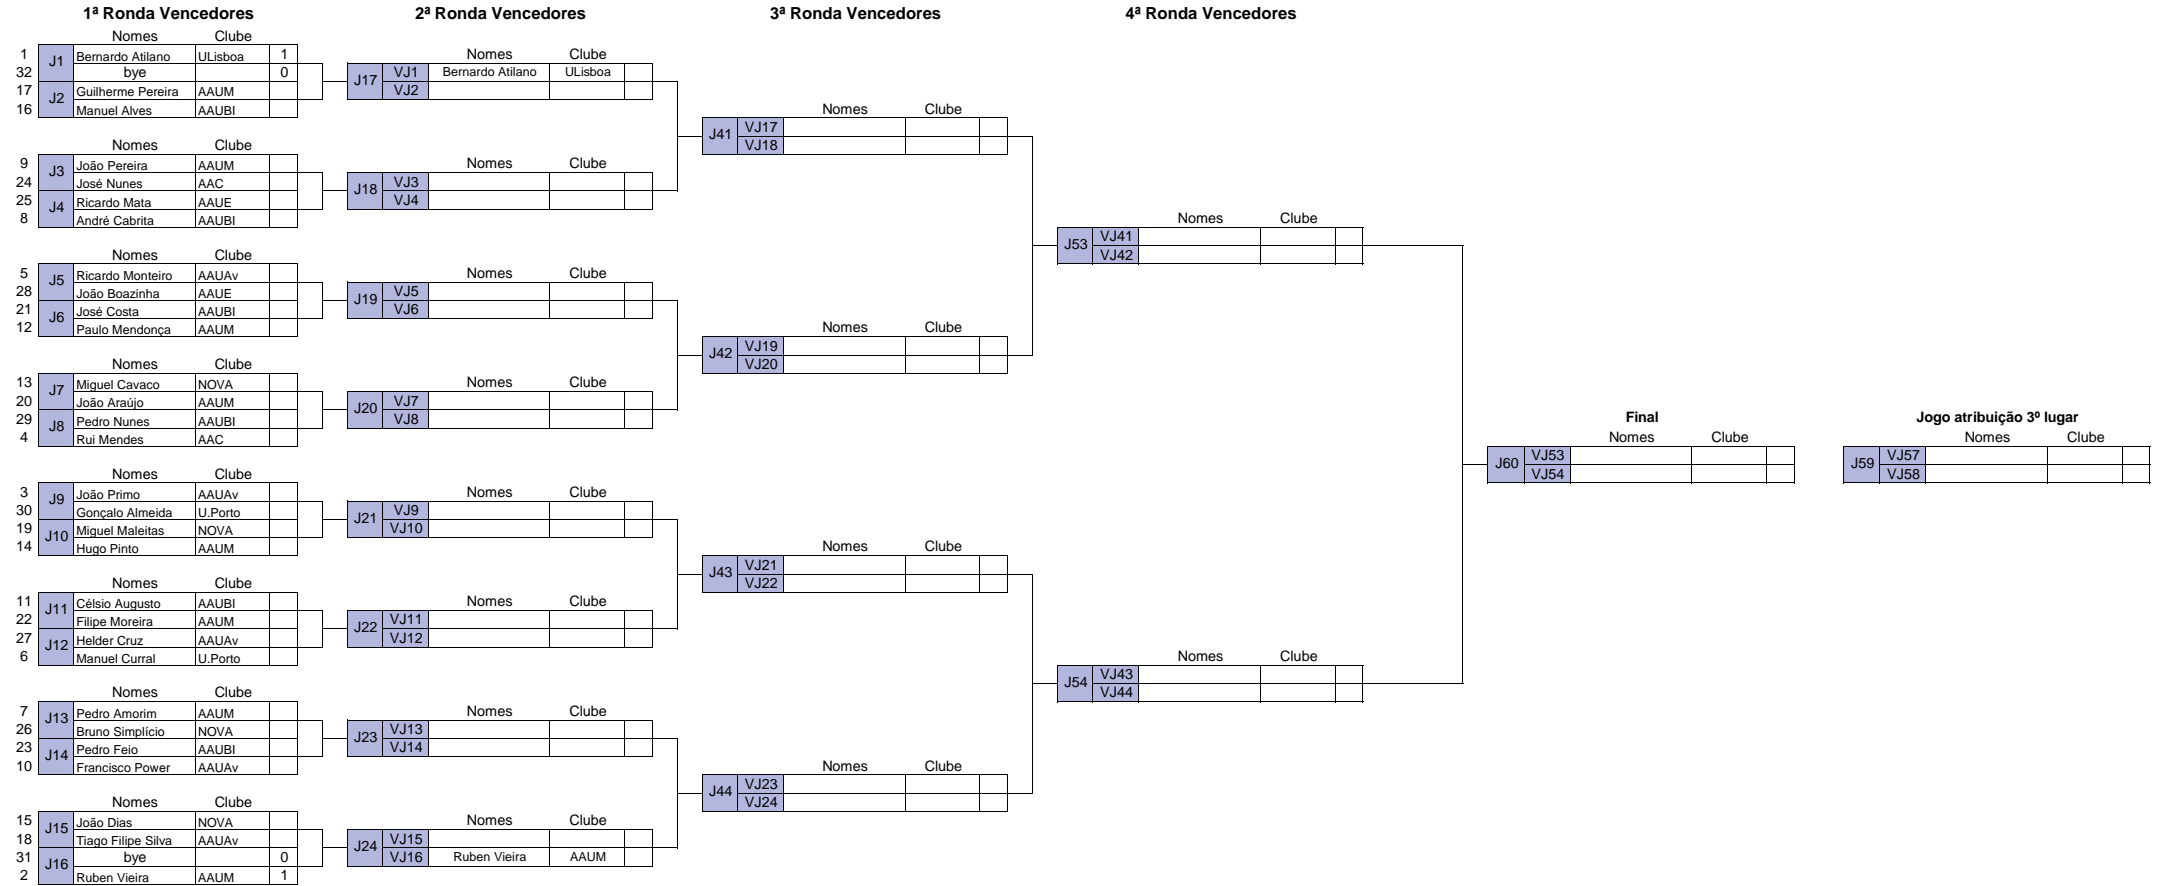 1ª Ronda Vencedores
2ª Ronda Vencedores
3ª Ronda Vencedores
4ª Ronda Vencedores
Nomes Clube
1 J1 Bernardo Atilano ULisboa 1
32 bye 0
17 J2 Guilherme Pereira AAUM
16 Manuel Alves AAUBI
Nomes Clube
9 J3 João Pereira AAUM
24 José Nunes AAC
25 J4 Ricardo Mata AAUE
8 André Cabrita AAUBI
Nomes Clube
5 J5 Ricardo Monteiro AAUAv
28 João Boazinha AAUE
21 J6 José Costa AAUBI
12 Paulo Mendonça AAUM
Nomes Clube
13 J7 Miguel Cavaco NOVA
20 João Araújo AAUM
29 J8 Pedro Nunes AAUBI
4 Rui Mendes AAC
Nomes Clube
3 J9 João Primo AAUAv
30 Gonçalo Almeida U.Porto
19 J10 Miguel Maleitas NOVA
14 Hugo Pinto AAUM
Nomes Clube
11 J11 Célsio Augusto AAUBI
22 Filipe Moreira AAUM
27 J12 Helder Cruz AAUAv
6 Manuel Curral U.Porto
Nomes Clube
7 J13 Pedro Amorim AAUM
26 Bruno Simplício NOVA
23 J14 Pedro Feio AAUBI
10 Francisco Power AAUAv
Nomes Clube
15 J15 João Dias NOVA
18 Tiago Filipe Silva AAUAv
31 J16 bye 0
2 Ruben Vieira AAUM 1
Nomes Clube
J17 VJ1 Bernardo Atilano ULisboa
VJ2
Nomes Clube
J18 VJ3
VJ4
Nomes Clube
J19 VJ5
VJ6
Nomes Clube
J20 VJ7
VJ8
Nomes Clube
J21 VJ9
VJ10
Nomes Clube
J22 VJ11
VJ12
Nomes Clube
J23 VJ13
VJ14
Nomes Clube
J24 VJ15
VJ16 Ruben Vieira AAUM
Nomes Clube
J41 VJ17
VJ18
Nomes Clube
J42 VJ19
VJ20
Nomes Clube
J43 VJ21
VJ22
Nomes Clube
J44 VJ23
VJ24
Nomes Clube
J53 VJ41
VJ42
Nomes Clube
J54 VJ43
VJ44
Final
Nomes Clube
J60 VJ53
VJ54
Jogo atribuição 3º lugar
Nomes Clube
J59 VJ57
VJ58